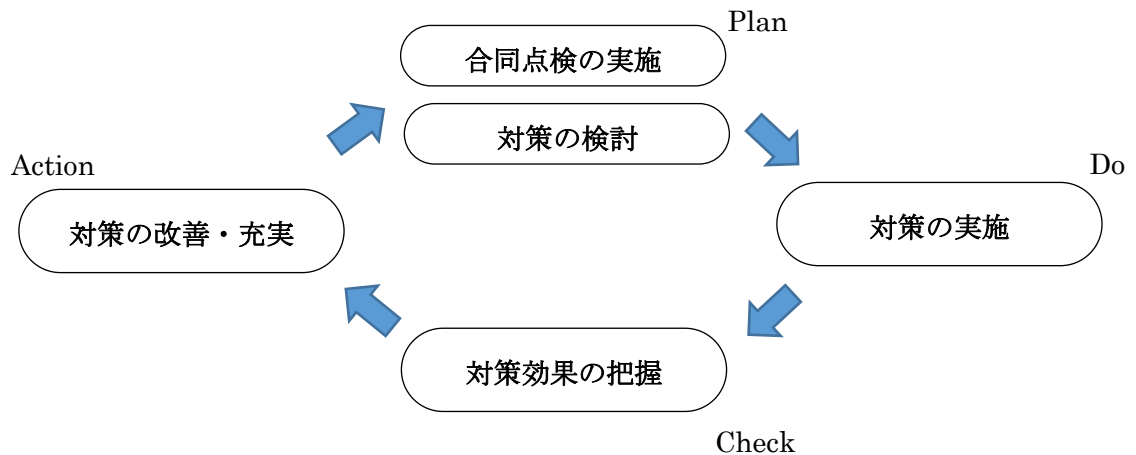 Plan
合同点検の実施
対策の検討
Do
対策の実施
Check
対策効果の把握
Action
対策の改善・充実